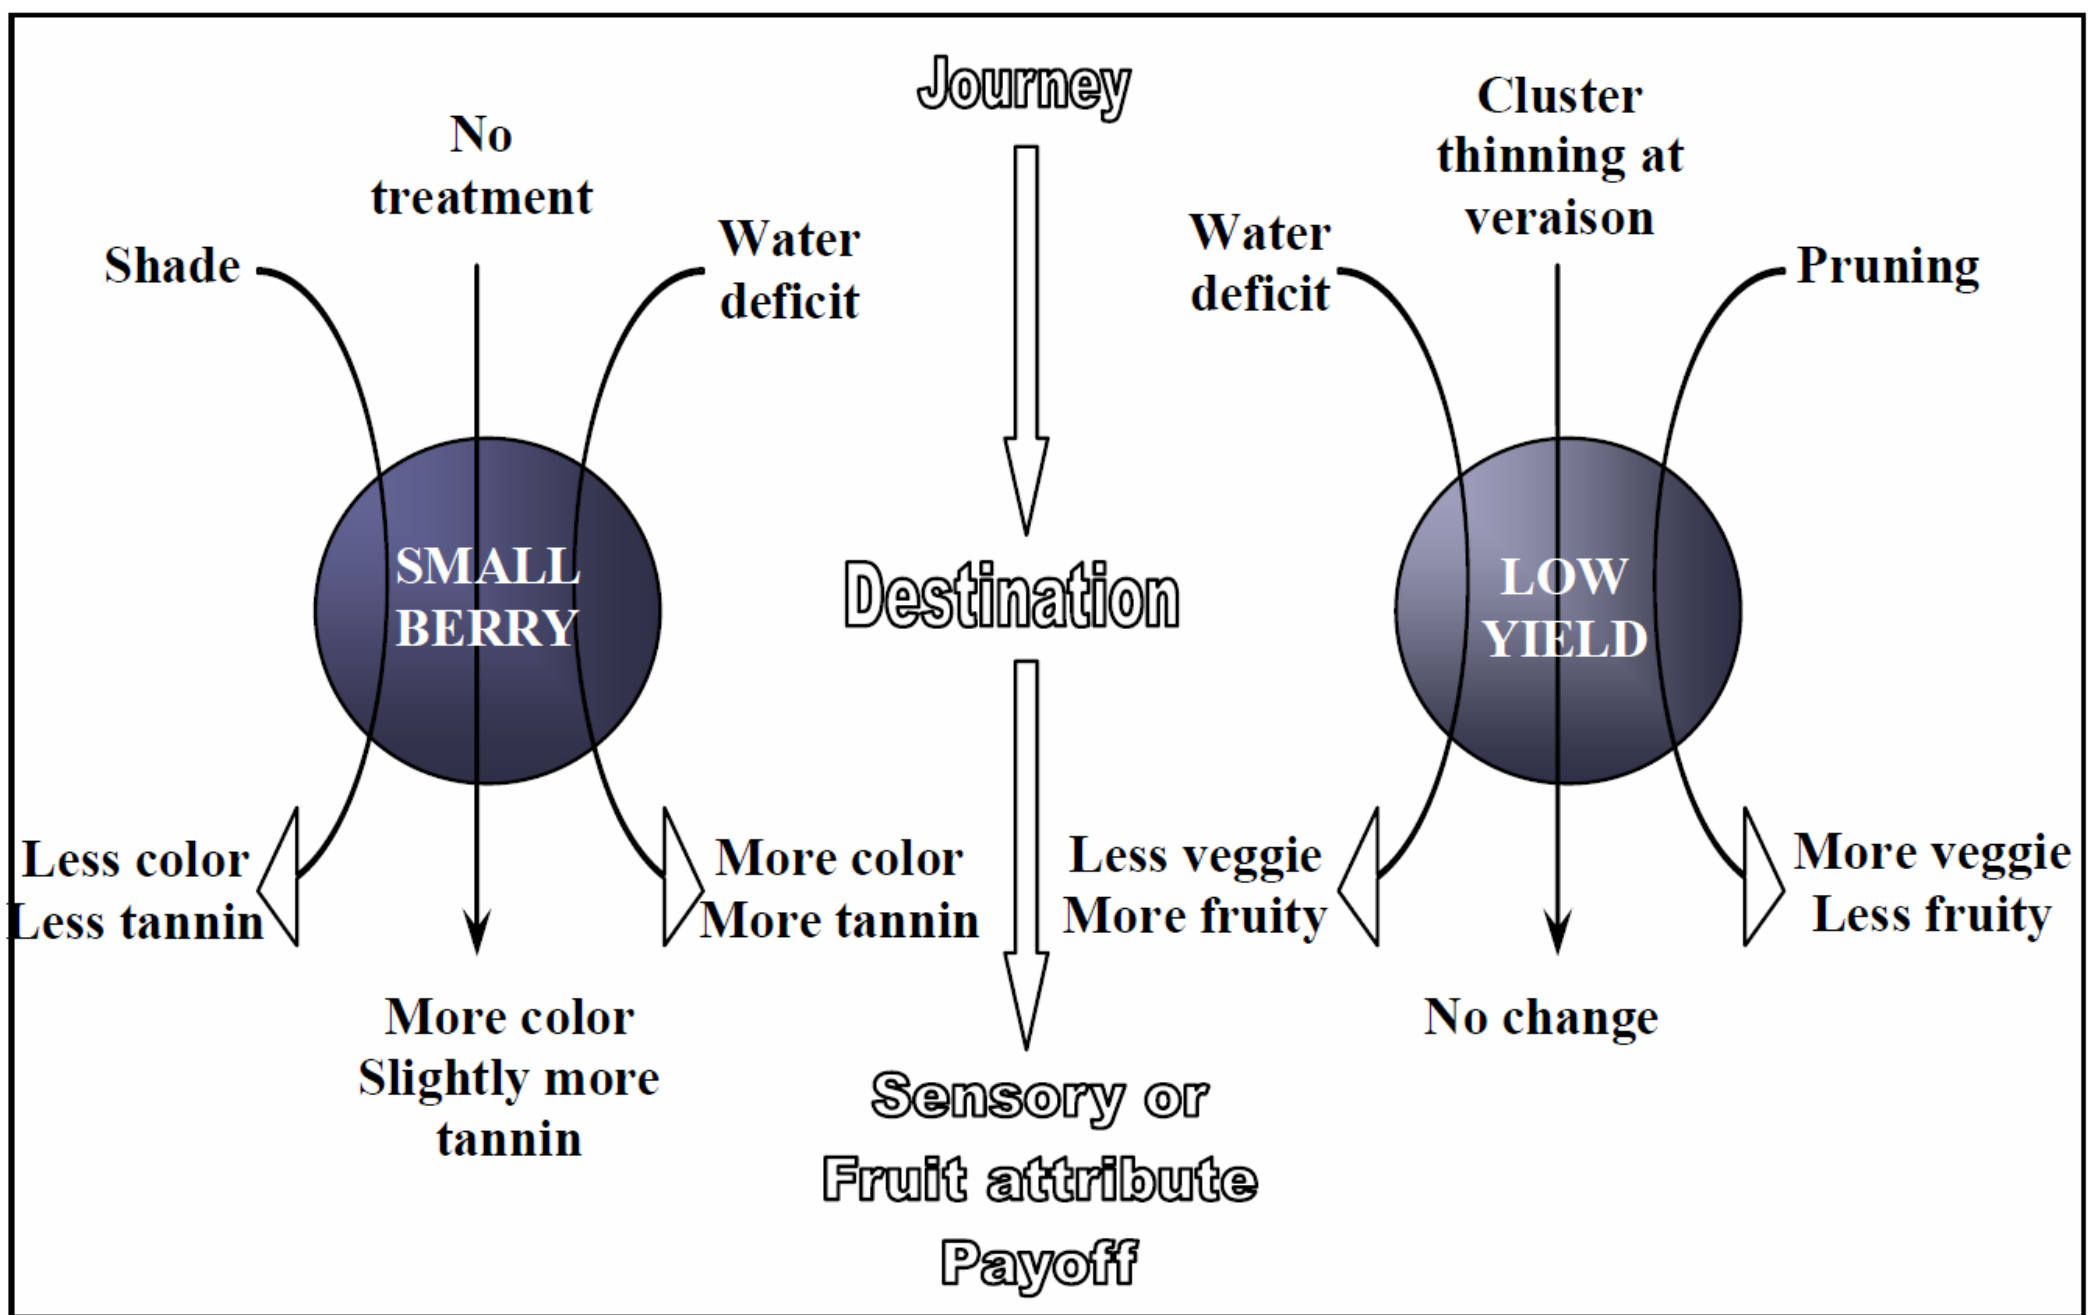 Journey
No
treatment
Shade
Water
deficit
SMALL
BERRY
Less color
Less tannin
More color
Slightly more
tannin
More color
More tannin
Destination
Sensory or
Fruit attribute
Payoff
Cluster
thinning at
veraison
Water
deficit
Pruning
LOW
YIELD
Less veggie
More fruity
No change
More veggie
Less fruity